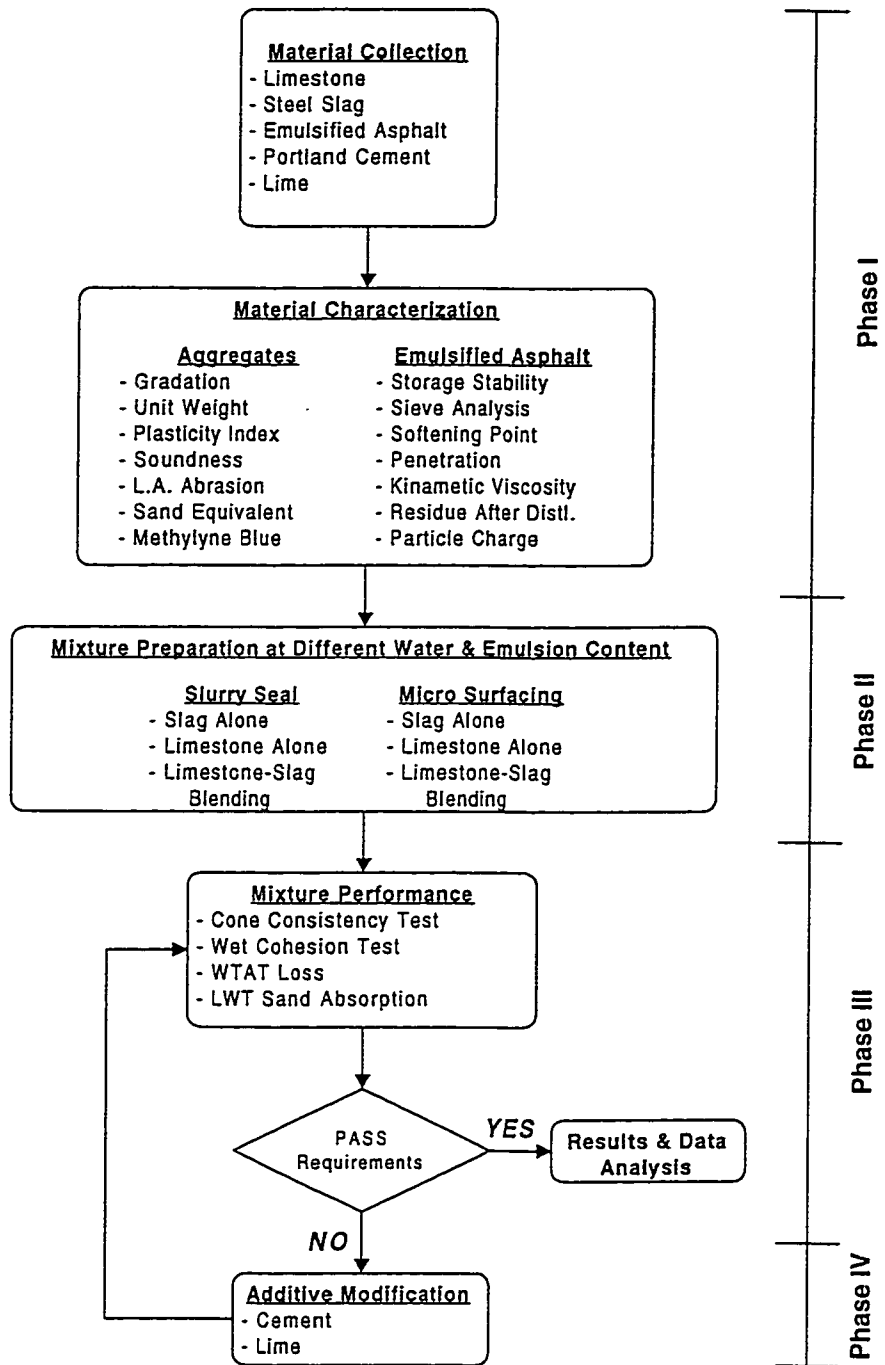 Material Collection
- Limestone
- Steel Slag
- Emulsified Asphalt
- Portland Cement
- Lime
Material Characterization
Aggregates
- Gradation
- Unit Weight
- Plasticity Index
- Soundness
- L.A. Abrasion
- Sand Equivalent
- Methylyne Blue
Emulsified Asphalt
- Storage Stability
- Sieve Analysis
- Softening Point
- Penetration
- Kinametic Viscosity
- Residue After Distl.
- Particle Charge
Phase I
Mixture Preparation at Different Water & Emulsion Content
Slurry Seal
- Slag Alone
- Limestone Alone
- Limestone-Slag
Blending
Micro Surfacing
- Slag Alone
- Limestone Alone
- Limestone-Slag
Blending
Phase II
Mixture Performance
- Cone Consistency Test
- Wet Cohesion Test
- WTAT Loss
- LWT Sand Absorption
PASS
Requirements
YES
Results & Data
Analysis
NO
Phase III
Additive Modification
- Cement
- Lime
Phase IV